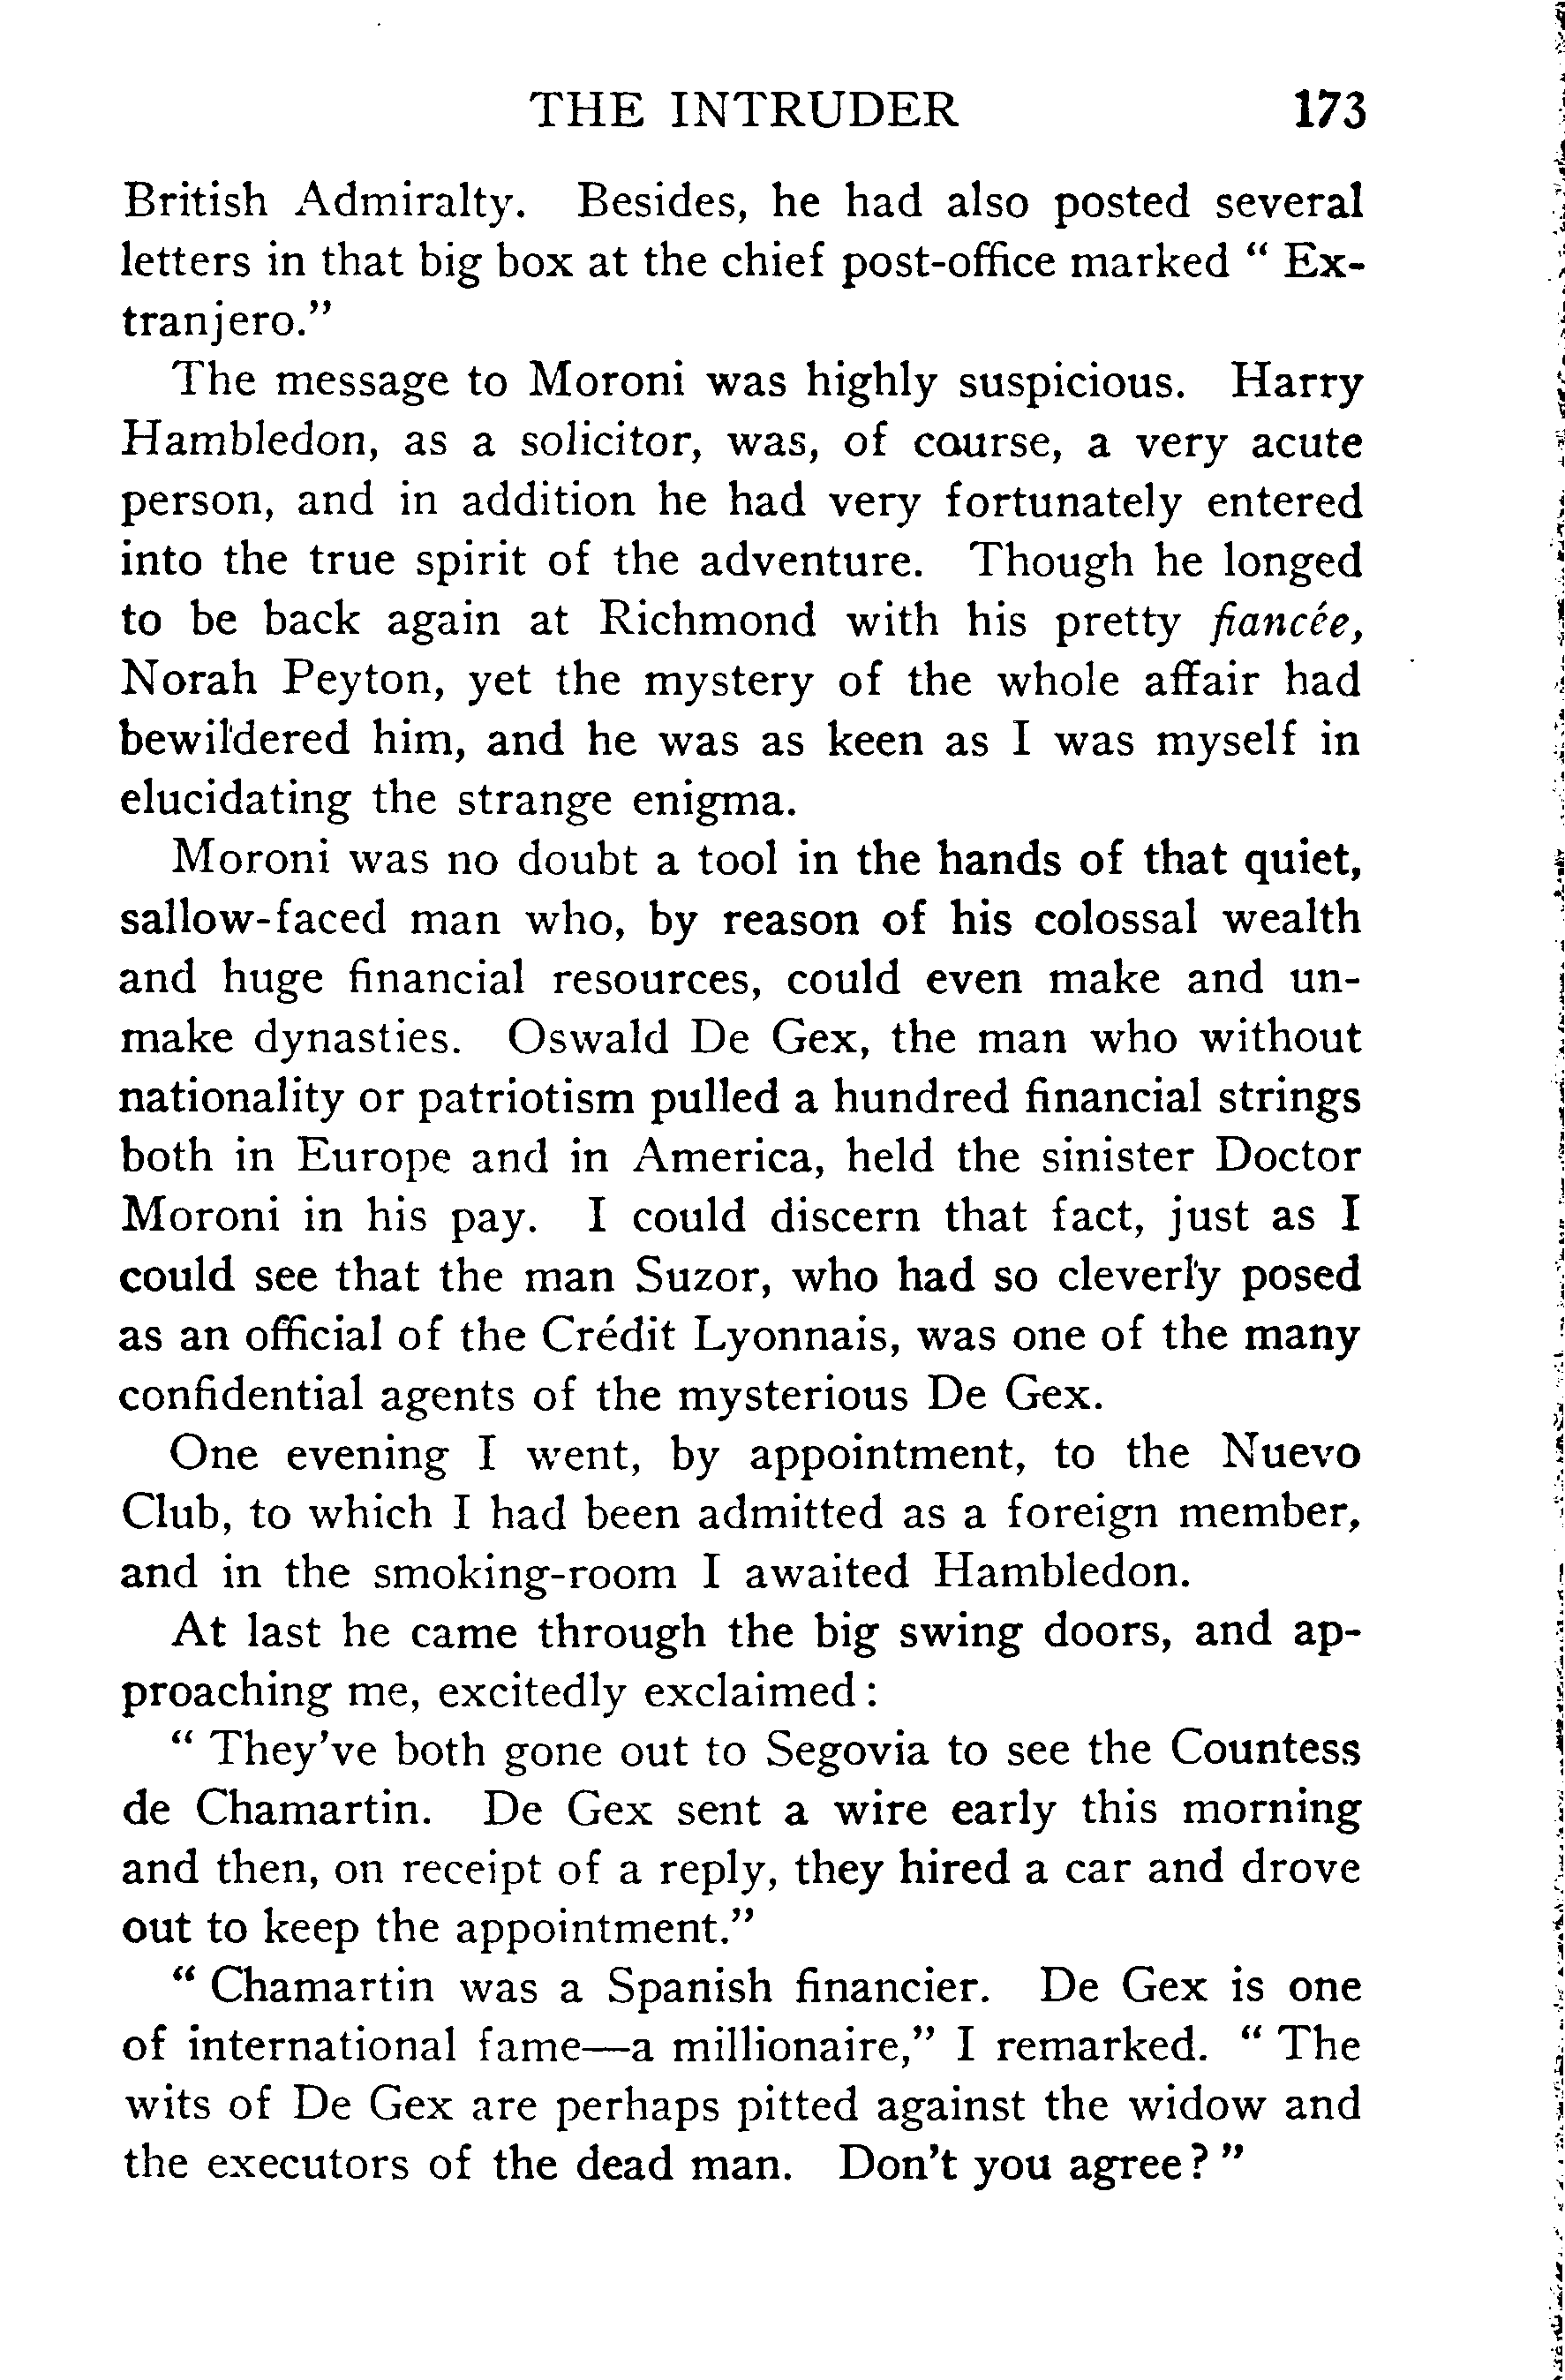 THE INTRUDER 173
British Admiralty. Besides, he had also posted several
letters in that big box at the chief post-office marked “ Ex-
tranjero.”
The message to Moroni was highly suspicious. Harry
Hambledon, as a solicitor, was, of course, a very acute
person, and in addition he had very fortunately entered
into the true spirit of the adventure. Though he longed
to be back again at Richmond with his pretty fiancée,
Norah Peyton, yet the mystery of the whole affair had
bewildered him, and he was as keen as I was myself in
elucidating the strange enigma.
Moroni was no doubt a tool in the hands of that quiet,
sallow-faced man who, by reason of his colossal wealth
and huge financial resources, could even make and un-
make dynasties. Oswald De Gex, the man who without
nationality or patriotism pulled a hundred financial strings
both in Europe and in America, held the sinister Doctor
Moroni in his pay. I could discern that fact, just as I
could see that the man Suzor, who had so cleverly posed
as an official of the Crédit Lyonnais, was one of the many
confidential agents of the mysterious De Gex.
One evening I went, by appointment, to the Nuevo
Club, to which I had been admitted as a foreign member,
and in the smoking-room I awaited Hambledon.
At last he came through the big swing doors, and ap-
proaching me, excitedly exclaimed:
“ They’ve both gone out to Segovia to see the Countess
de Chamartin. De Gex sent a wire early this morning
and then, on receipt of a reply, they hired a car and drove
out to keep the appointment.”
“ Chamartin was a Spanish financier. De Gex is one
of international fame—a millionaire,” I remarked. “ The
wits of De Gex are perhaps pitted against the widow and
the executors of the dead man. Don’t you agree? ”